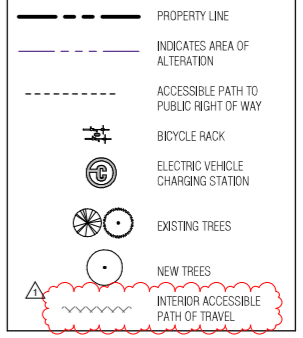 PROPERTY LINE
INDICATES AREA OF
ALTERATION
ACCESSIBLE PATH TO
PUBLIC RIGHT OF WAY
BICYCLE RACK
C
ELECTRIC VEHICLE
CHARGING STATION
EXISTING TREES
NEW TREES
1
INTERIOR ACCESSIBLE
PATH OF TRAVEL